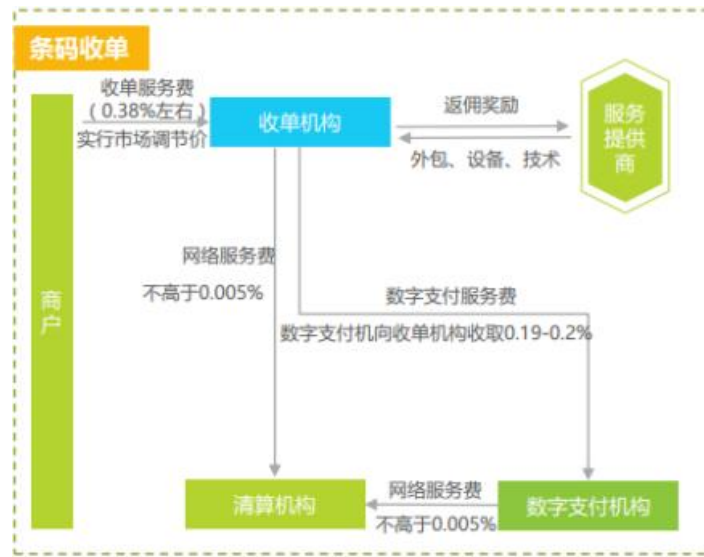 条码收单
收单服务费
（0.38%左右）
实行市场调节价
收单机构
返佣奖励
外包、设备、技术
服务
提供
商
网络服务费
不高于0.005%
商
户
数字支付服务费
数字支付机向收单机构收取0.19-0.2%
清算机构
网络服务费
不高于0.005%
数字支付机构